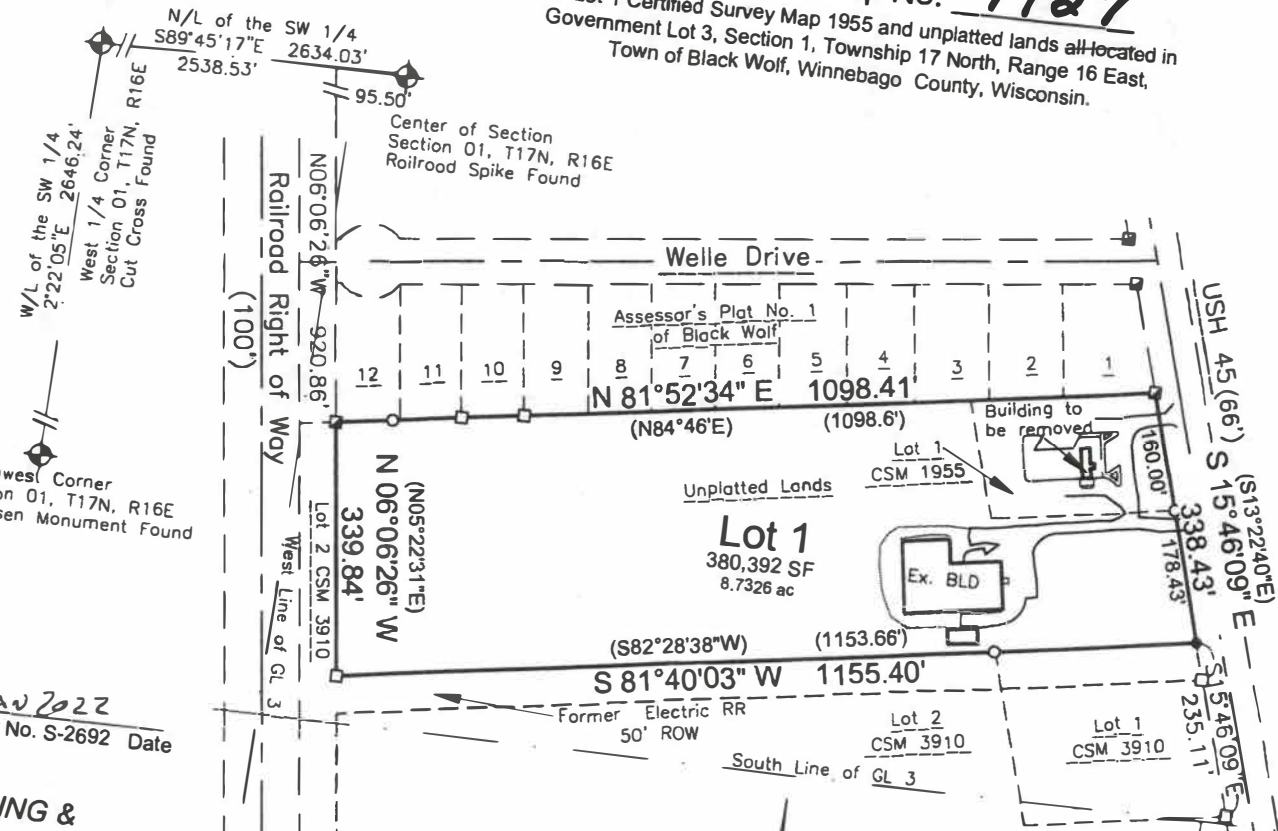 Lot 1 Certified Survey Map 1955 and unplatted lands all located in
Government Lot 3, Section 1, Township 17 North, Range 16 East,
Town of Black Wolf, Winnebago County, Wisconsin.
N/L of the SW 1/4
S89°45'17"E 2634.03'
2538.53'
95.50'
Center of Section
Section 01, T17N, R16E
Railrood Spike Found
W/L of the SW 1/4
2°22'05"E 2646.24'
West 1/4 Corner
Section 01, T17N, R16E
Cut Cross Found
west Corner
on 01, T17N, R16E
sen Monument Found
Railroad Right of Way
(100')
N06°06'26"W 920.86'
Welle Drive
Assessor's Plat No. 1
of Black Wolf
12 11 10 9 8 7 6 5 4 3 2 1
N 81°52'34" E 1098.41'
(N84°46'E) (1098.6')
Building to
be removed
Lot 1
CSM 1955
Unplatted Lands
Lot 1
380,392 SF
8.7326 ac
Ex. BLD
USH 45 (66')
S 15°46'09" E
(S13°22'40"E)
338.43'
160.00'
178.43'
(N05°22'31"E)
N 06°06'26" W
339.84'
Lot 2 CSM 3910
West Line of GL 3
(S82°28'38"W) (1153.66')
S 81°40'03" W 1155.40'
Former Electric RR
50' ROW
Lot 2
CSM 3910
Lot 1
CSM 3910
S15°46'09"E
235.11'
South Line of GL 3
2022
No. S-2692 Date
ING &